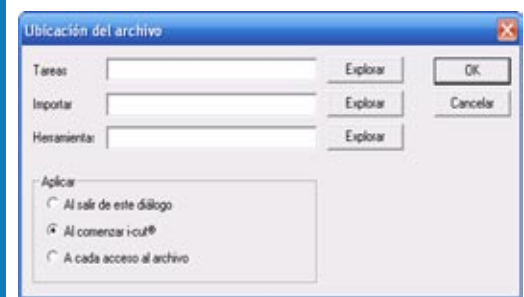 Ubicación del archivo
Tareas Explorar OK
Importar Explorar Cancelar
Herramientas Explorar
Aplicar
Al salir de este diálogo
Al comenzar i-cut®
A cada acceso al archivo